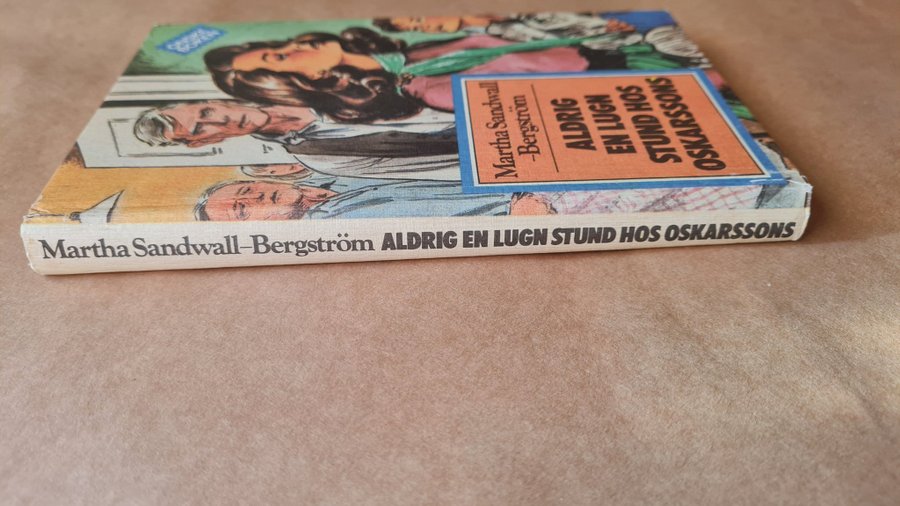 Martha Sandwall
-Bergström
ALDRIG
EN LUGN
STUND HOS
OSKARSSONS
Martha Sandwall-Bergström ALDRIG EN LUGN STUND HOS OSKARSSONS